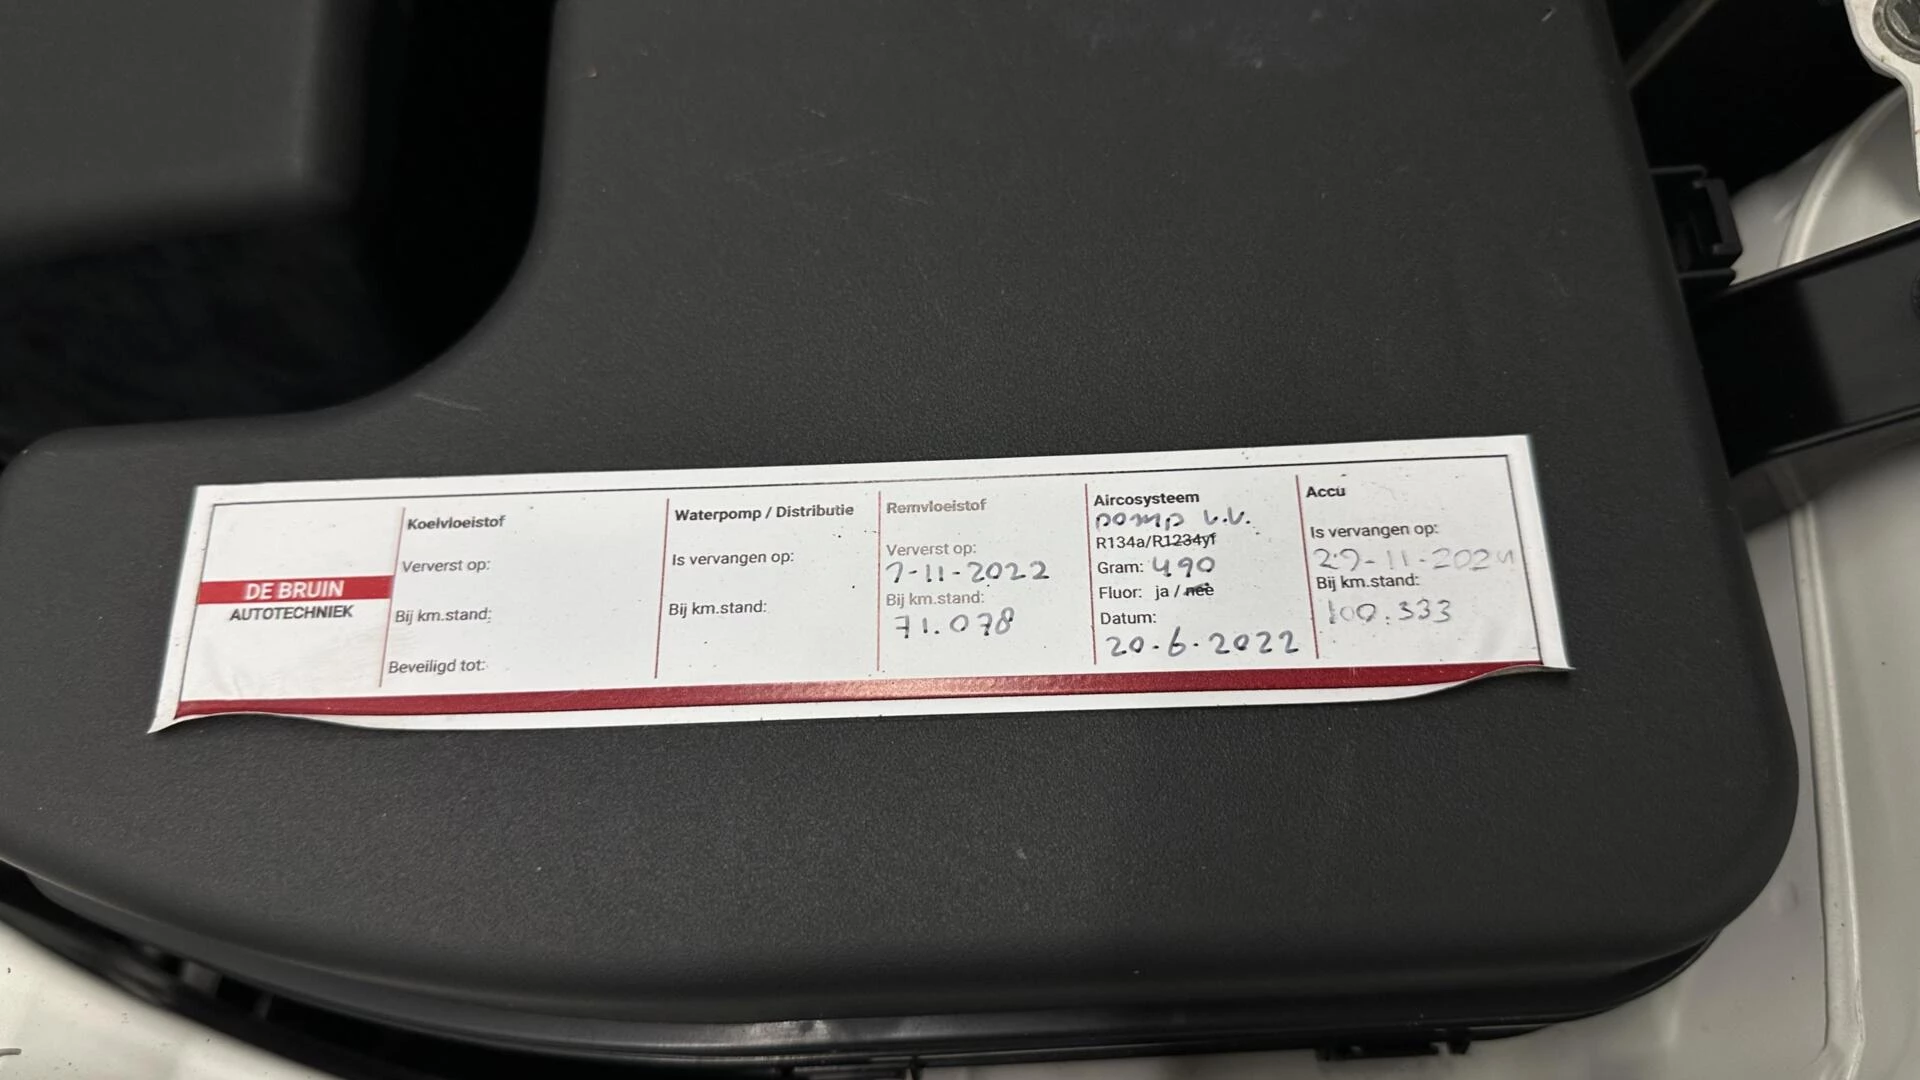 DE BRUIN
AUTOTECHNIEK
Koelvloeistof
Ververst op:
Bij km.stand:
Beveiligd tot:
Waterpomp / Distributie
Is vervangen op:
Bij km.stand:
Remvloeistof
Ververst op:
7-11-2022
Bij km.stand:
71.078
Aircosysteem
pomp v.v.
R134a/R1234yf
Gram: 490
Fluor: ja / nee
Datum:
20-6-2022
Accu
Is vervangen op:
29-11-2024
Bij km.stand:
100.333